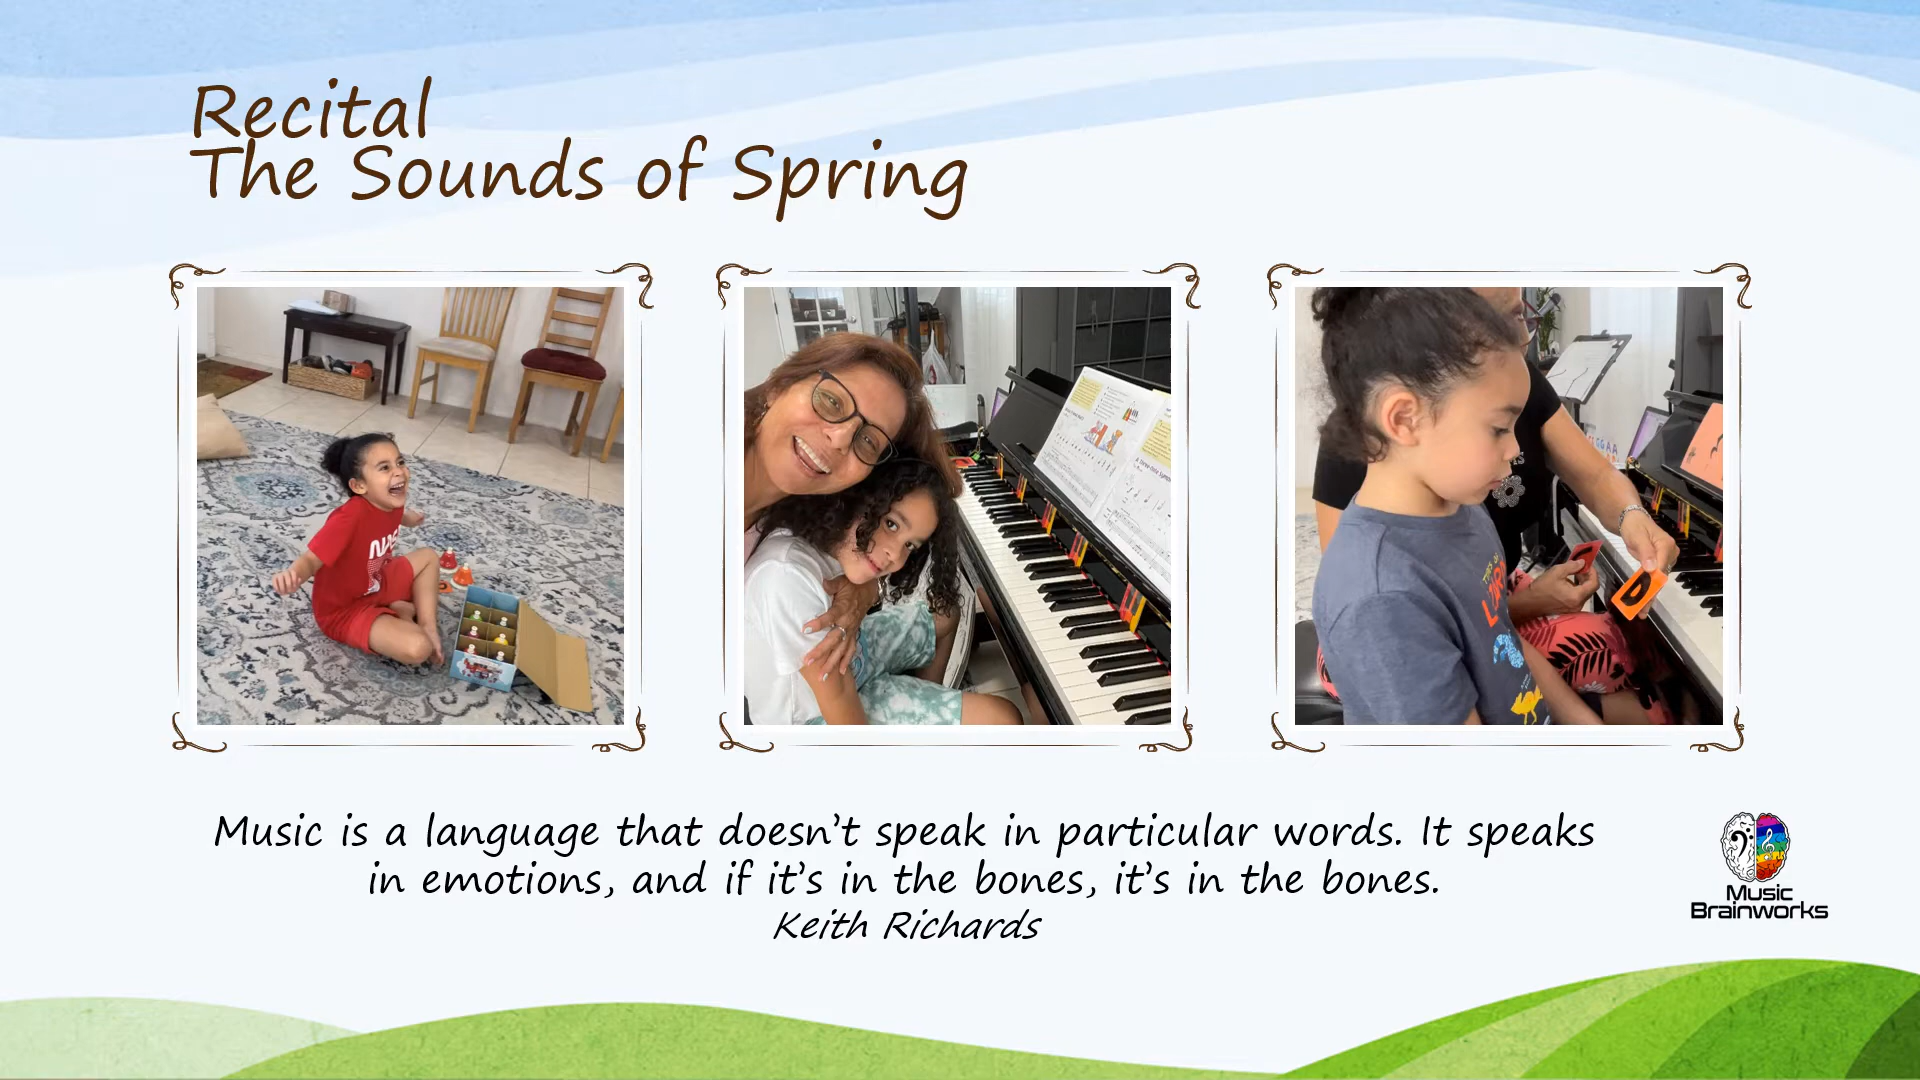 Recital
The Sounds of Spring
Music is a language that doesn’t speak in particular words. It speaks
in emotions, and if it’s in the bones, it’s in the bones.
Keith Richards
Music
Brainworks
D